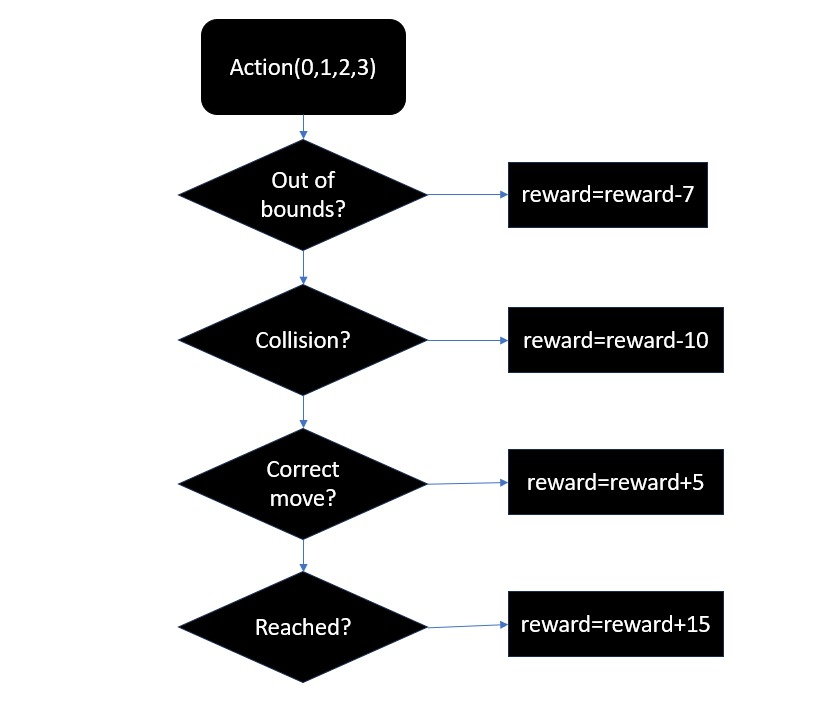 Action(0,1,2,3)
Out of
bounds?
reward=reward-7
Collision?
reward=reward-10
Correct
move?
reward=reward+5
Reached?
reward=reward+15